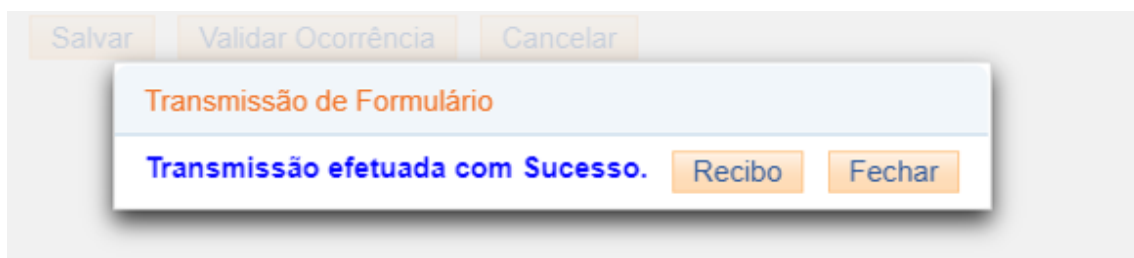 Salvar Validar Ocorrência Cancelar
Transmissão de Formulário
Transmissão efetuada com Sucesso. Recibo Fechar